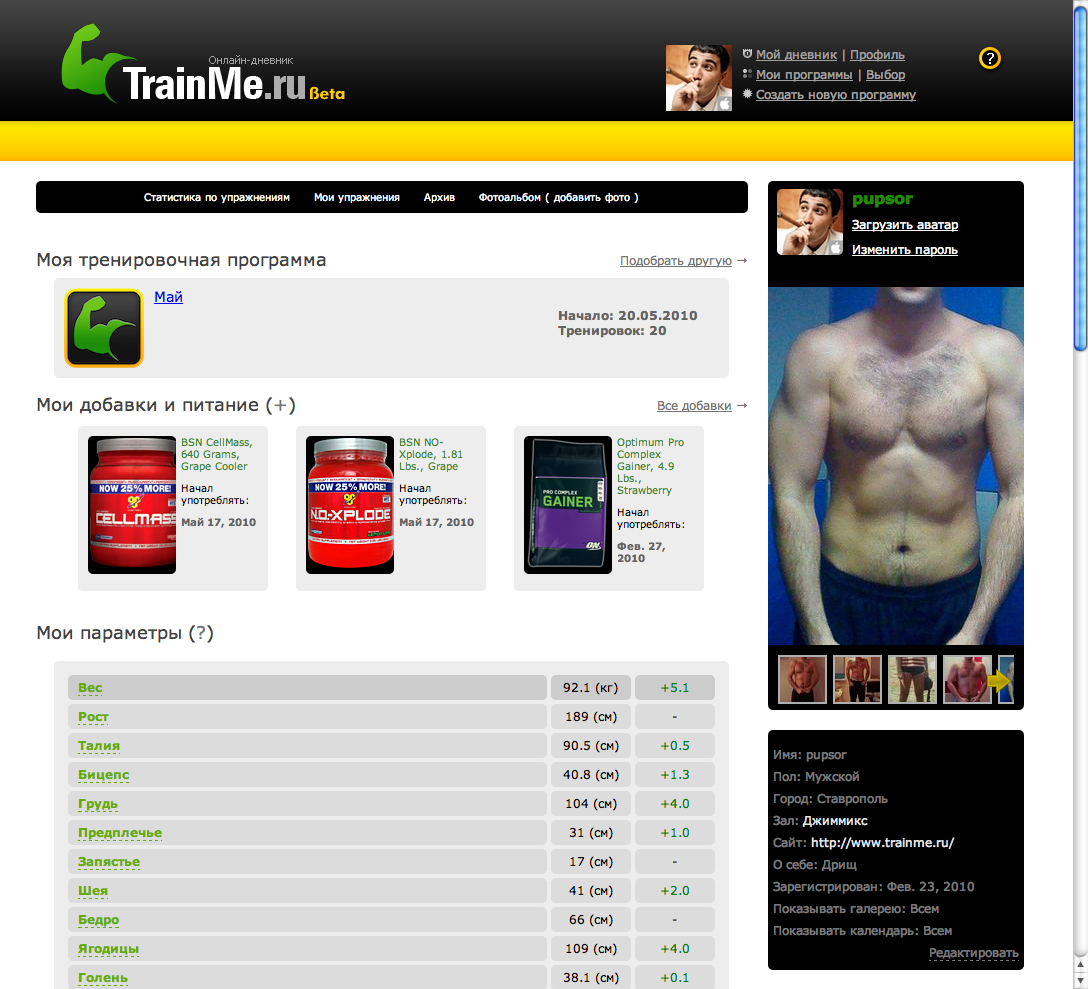 Онлайн-дневник
TrainMe.ru Beta
Мой дневник | Профиль
Мои программы | Выбор
Создать новую программу
?
Статистика по упражнениям Мои упражнения Архив Фотоальбом ( добавить фото )
pupsor
Загрузить аватар
Изменить пароль
Моя тренировочная программа
Подобрать другую →
Май
Начало: 20.05.2010
Тренировок: 20
Мои добавки и питание (+)
Все добавки →
NOW 25% MORE!
CELLMASS
BSN CellMass,
640 Grams,
Grape Cooler
Начал
употреблять:
Май 17, 2010
NOW 25% MORE!
N.O.-XPLODE
BSN NO-
Xplode, 1.81
Lbs., Grape
Начал
употреблять:
Май 17, 2010
PRO COMPLEX
GAINER
ON
Optimum Pro
Complex
Gainer, 4.9
Lbs.,
Strawberry
Начал
употреблять:
Фев. 27,
2010
Мои параметры (?)
Вес 92.1 (кг) +5.1
Рост 189 (см) -
Талия 90.5 (см) +0.5
Бицепс 40.8 (см) +1.3
Грудь 104 (см) +4.0
Предплечье 31 (см) +1.0
Запястье 17 (см) -
Шея 41 (см) +2.0
Бедро 66 (см) -
Ягодицы 109 (см) +4.0
Голень 38.1 (см) +0.1
Имя: pupsor
Пол: Мужской
Город: Ставрополь
Зал: Джиммикс
Сайт: http://www.trainme.ru/
О себе: Дрищ
Зарегистрирован: Фев. 23, 2010
Показывать галерею: Всем
Показывать календарь: Всем
Редактировать